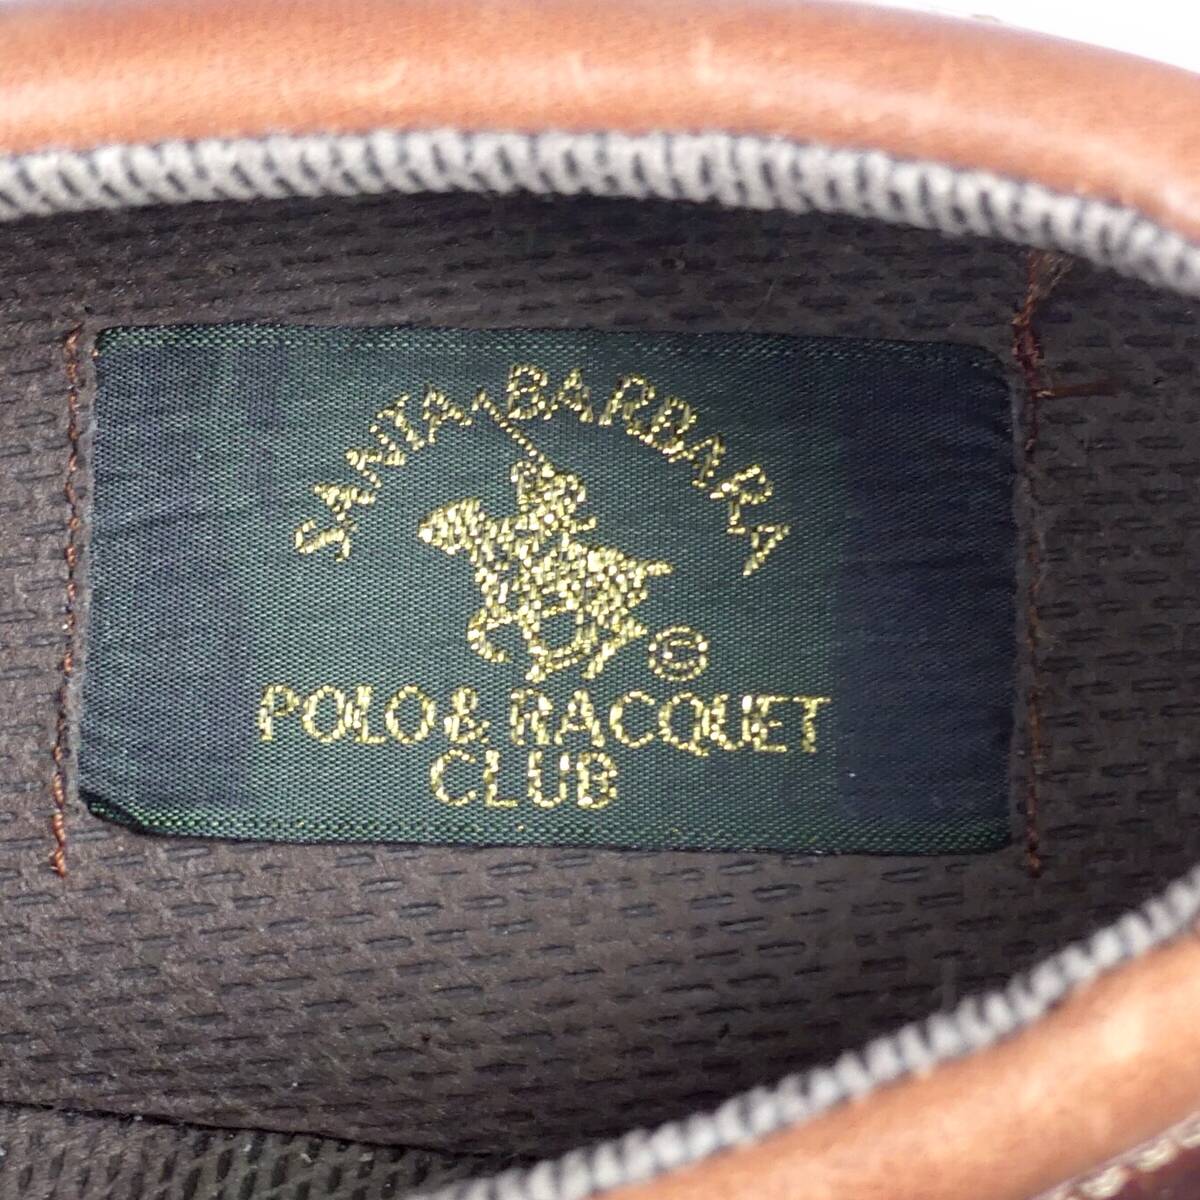 SANTA BARBARA
©
POLO & RACQUET
CLUB